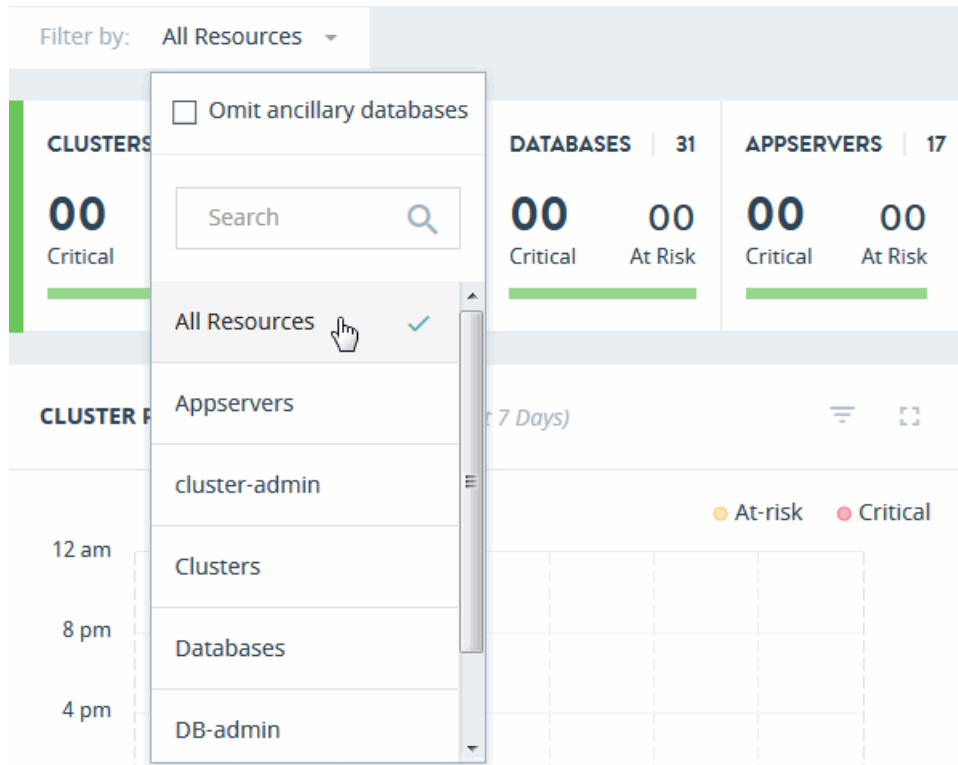 Filter by: All Resources
Omit ancillary databases
CLUSTERS
DATABASES | 31
APPSERVERS | 17
00
00
00
00
00
Critical
Critical
At Risk
Critical
At Risk
Search
All Resources
Appservers
cluster-admin
Clusters
Databases
DB-admin
CLUSTER
7 Days)
At-risk
Critical
12 am
8 pm
4 pm